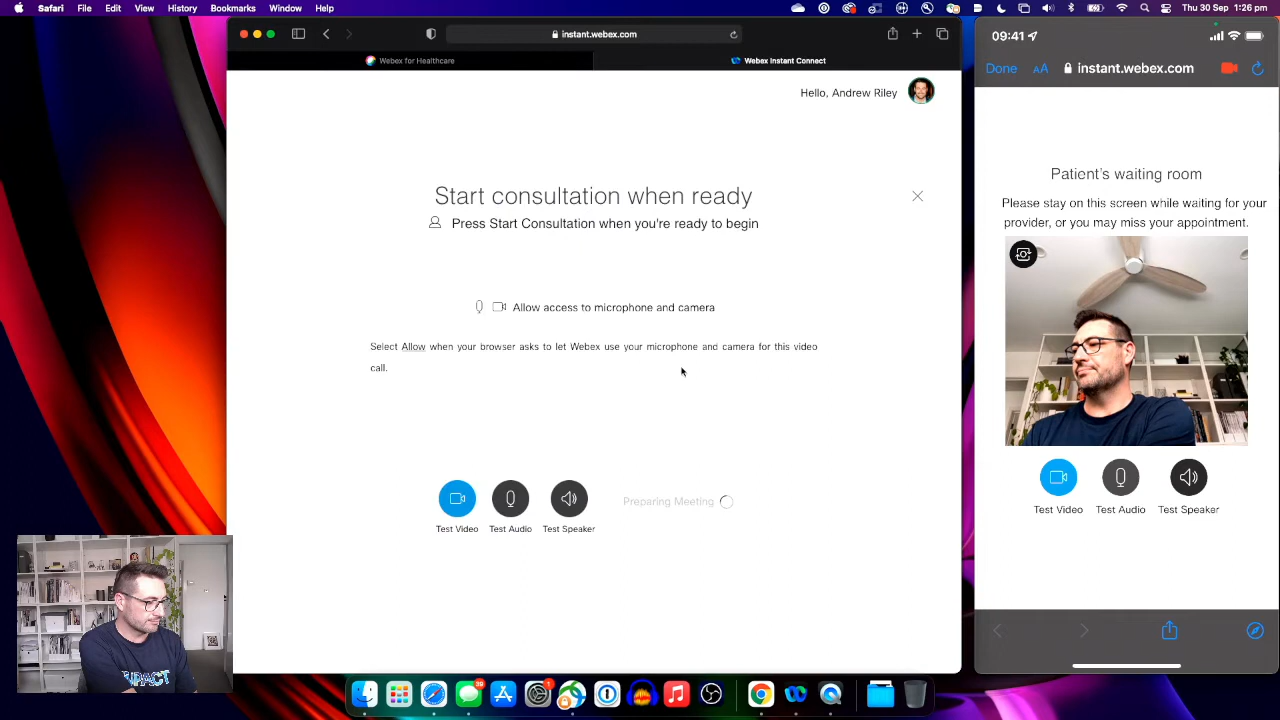 Safari File Edit View History Bookmarks Window Help
Thu 30 Sep 1:26 pm
instant.webex.com
Webex for Healthcare
Webex Instant Connect
Hello, Andrew Riley
Start consultation when ready
Press Start Consultation when you're ready to begin
Allow access to microphone and camera
Select Allow when your browser asks to let Webex use your microphone and camera for this video
call.
Test Video
Test Audio
Test Speaker
Preparing Meeting
09:41
Done AA instant.webex.com
Patient's waiting room
Please stay on this screen while waiting for your
provider, or you may miss your appointment.
Test Video
Test Audio
Test Speaker